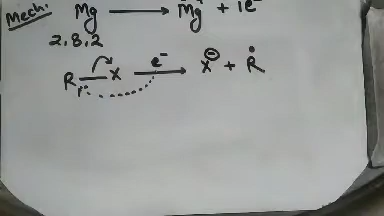 Mech: Mg → Mg⁺ + 1e⁻
2,8,2
R–X e⁻→ X⊖ + Ṙ